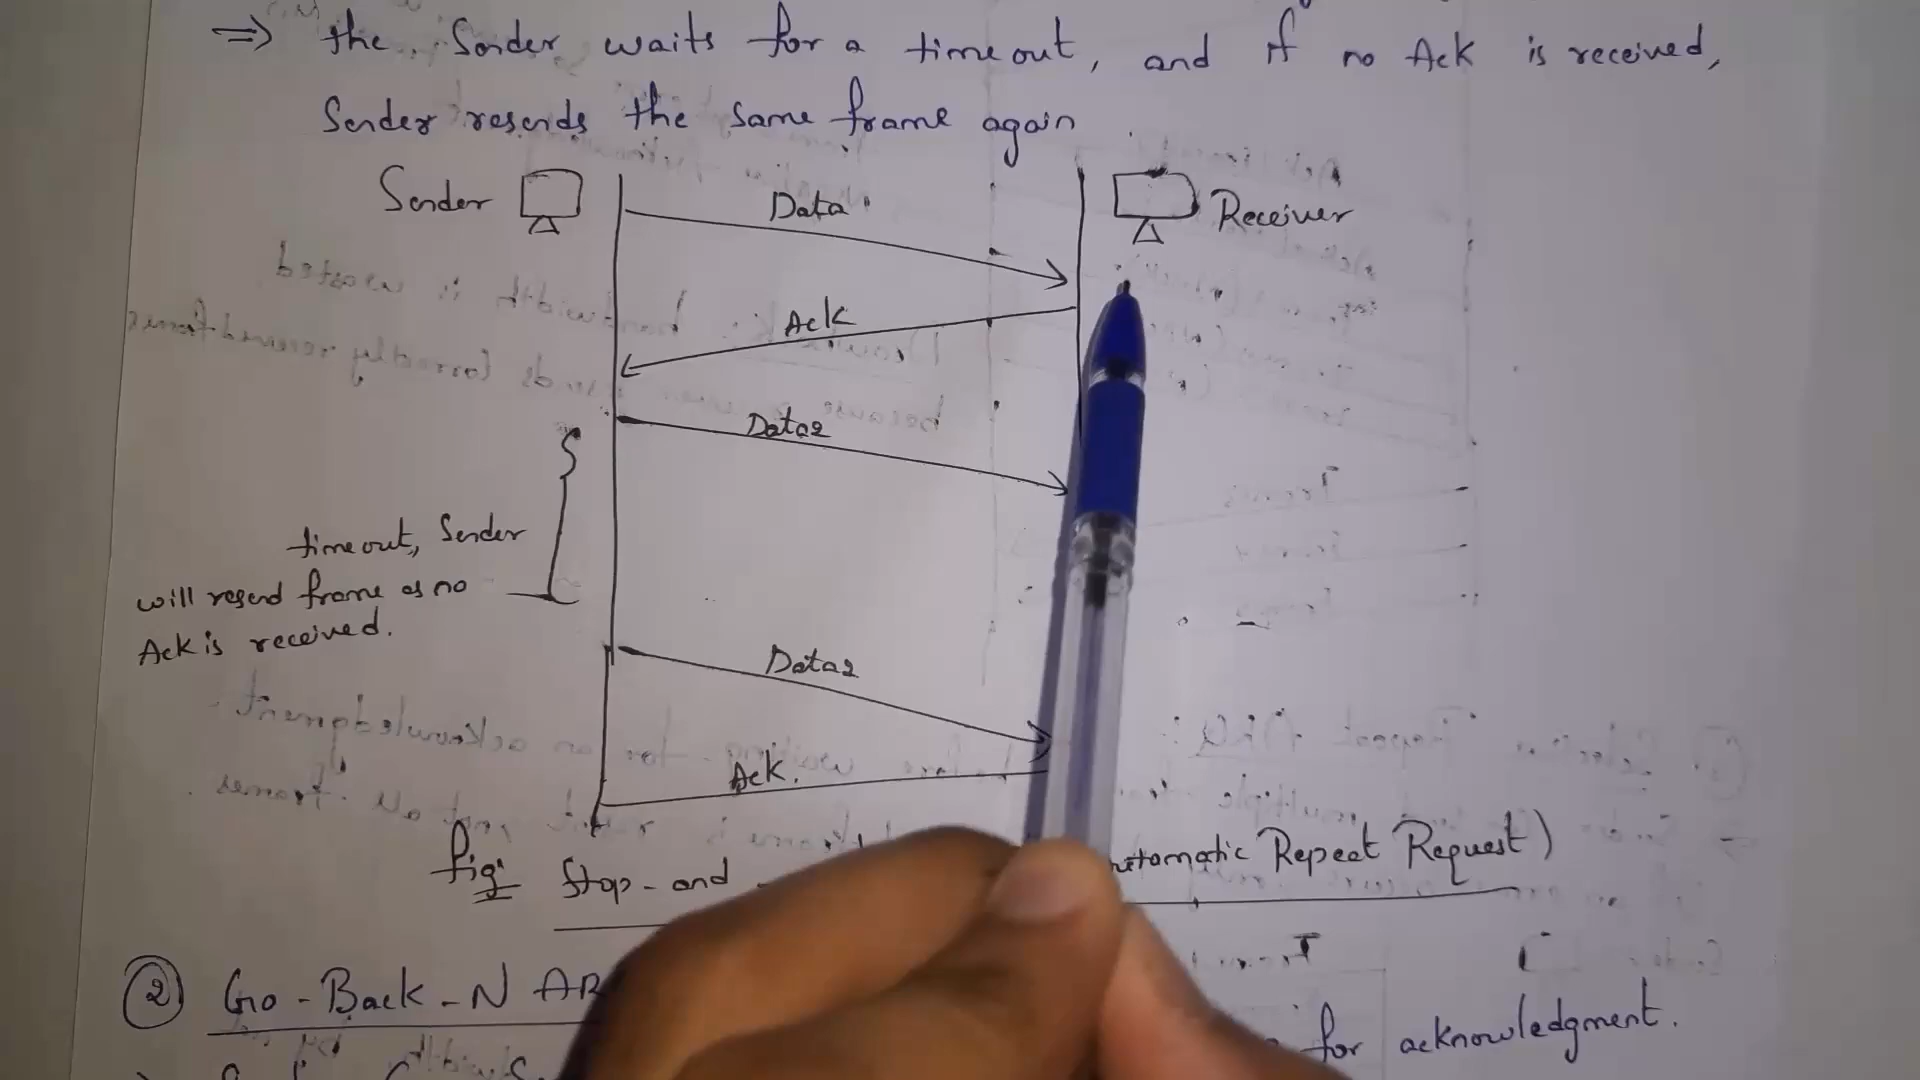 ⇒ the Sender waits for a timeout, and if no Ack is received,
Sender resends the same frame again
Sender
Data
Receiver
Ack
Data2
timeout, Sender
will resend frame as no
Ack is received.
Data2
Ack.
fig: Stop-and- utomatic Repeat Request)
② Go-Back-N AR
for acknowledgment.